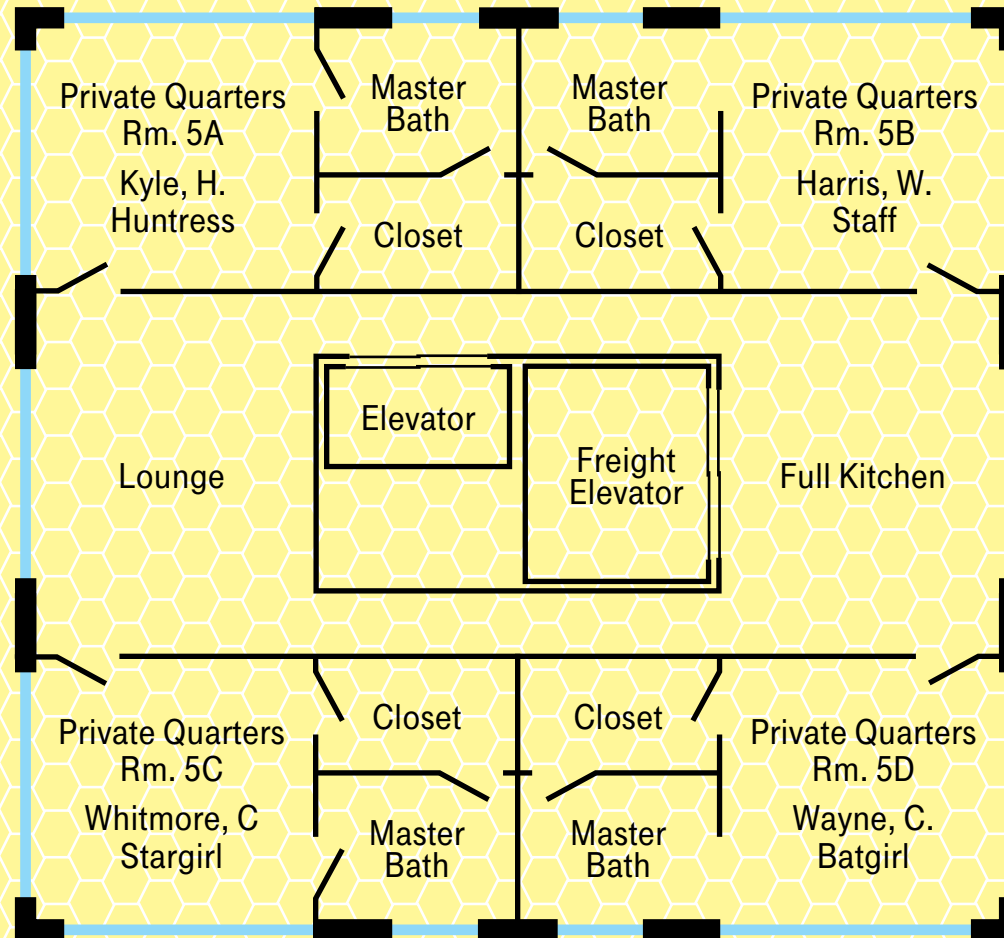 Private Quarters
Rm. 5A
Kyle, H.
Huntress
Master
Bath
Closet
Master
Bath
Closet
Private Quarters
Rm. 5B
Harris, W.
Staff
Lounge
Elevator
Freight
Elevator
Full Kitchen
Private Quarters
Rm. 5C
Whitmore, C
Stargirl
Closet
Master
Bath
Closet
Master
Bath
Private Quarters
Rm. 5D
Wayne, C.
Batgirl